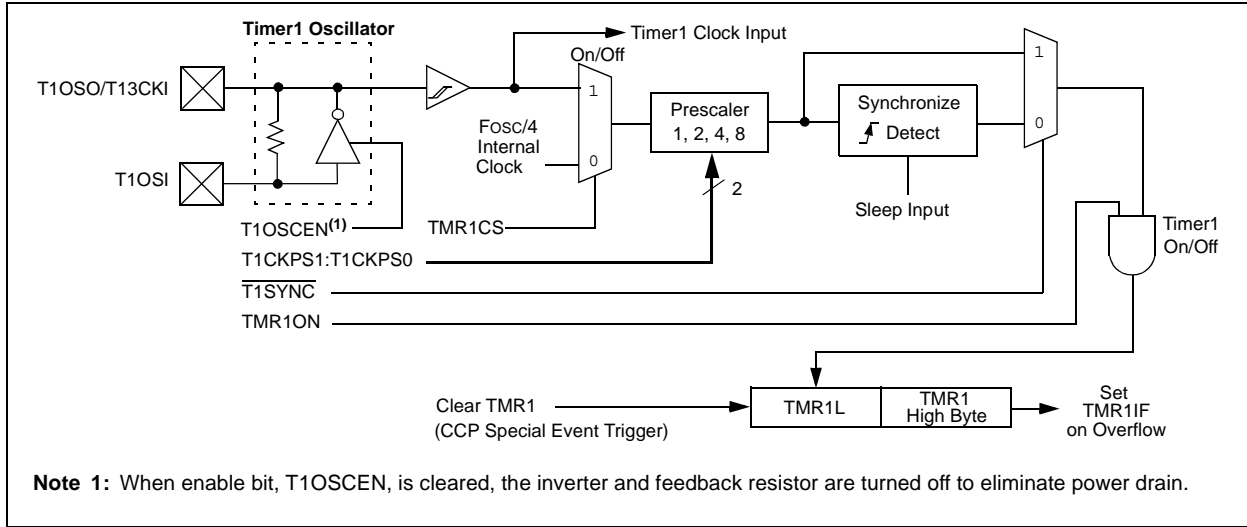 Timer1 Oscillator
Timer1 Clock Input
On/Off
T1OSO/T13CKI
1
FOSC/4
Internal
Clock
0
Prescaler
1, 2, 4, 8
Synchronize
Detect
1
0
T1OSI
2
Sleep Input
T1OSCEN(1)
TMR1CS
Timer1
On/Off
T1CKPS1:T1CKPS0
T1SYNC
TMR1ON
Clear TMR1
(CCP Special Event Trigger)
TMR1L
TMR1
High Byte
Set
TMR1IF
on Overflow
Note 1: When enable bit, T1OSCEN, is cleared, the inverter and feedback resistor are turned off to eliminate power drain.